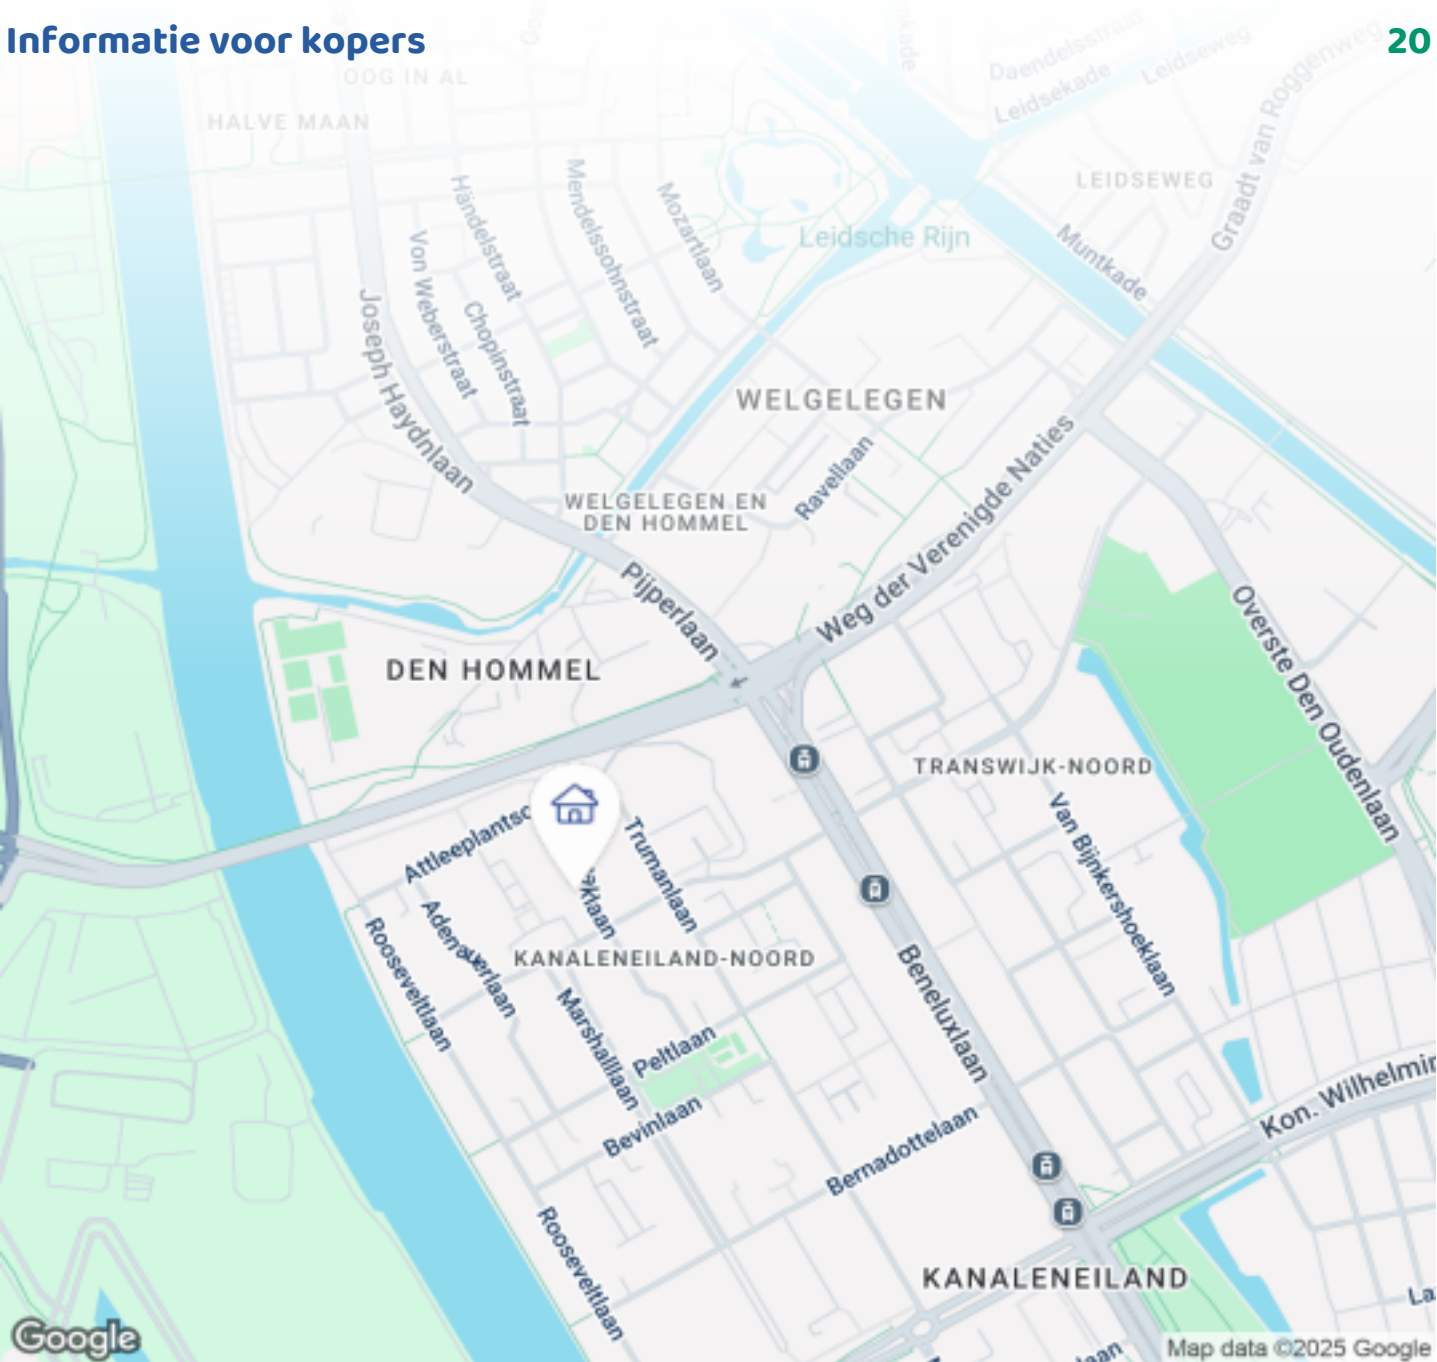 Informatie voor kopers
20
OOG IN AL
HALVE MAAN
Daendelsstraat
Leidseweg
Leidsekade
Graadt van Roggenweg
LEIDSEWEG
Händelstraat
Mendelssohnstraat
Mozartlaan
Von Weberstraat
Leidsche Rijn
Muntkade
Joseph Haydnlaan
Chopinstraat
WELGELEGEN
Ravellaan
WELGELEGEN EN
DEN HOMMEL
Weg der Verenigde Naties
Pijperlaan
Overste Den Oudenlaan
DEN HOMMEL
TRANSWIJK-NOORD
Attleeplantso
Trumanlaan
Van Bijnkershoeklaan
Adenauerlaan
Rooseveltlaan
KANALENEILAND-NOORD
Beneluxlaan
Marshalllaan
Peltlaan
Bevinlaan
Bernadottelaan
Kon. Wilhelmin
Rooseveltlaan
KANALENEILAND
La
Google
Map data ©2025 Google